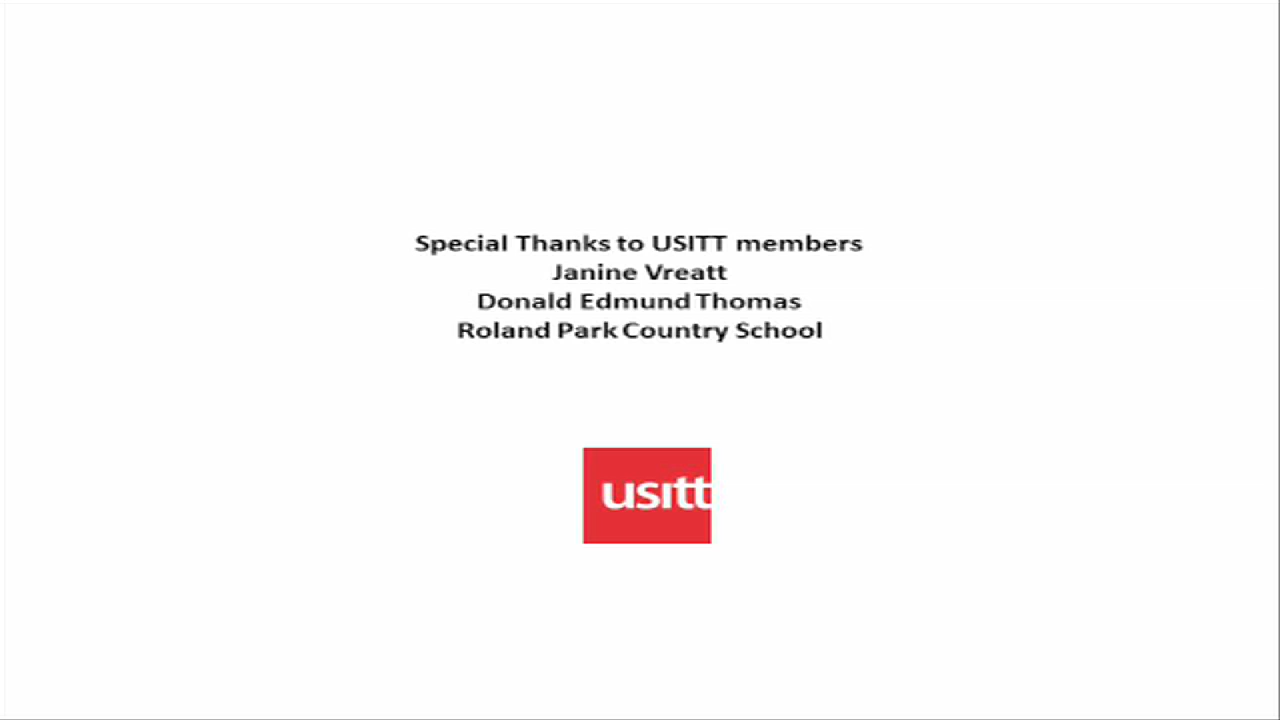 Special Thanks to USITT members
Janine Vreatt
Donald Edmund Thomas
Roland Park Country School
usitt